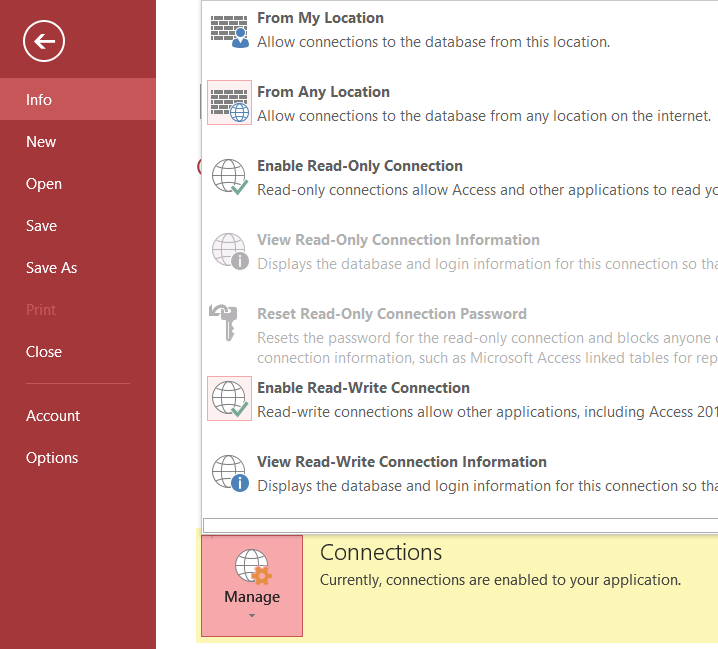 Info
New
Open
Save
Save As
Print
Close
Account
Options
From My Location
Allow connections to the database from this location.
From Any Location
Allow connections to the database from any location on the internet.
Enable Read-Only Connection
Read-only connections allow Access and other applications to read
View Read-Only Connection Information
Displays the database and login information for this connection so
Reset Read-Only Connection Password
Resets the password for the read-only connection and blocks anyone
connection information, such as Microsoft Access linked tables for
Enable Read-Write Connection
Read-write connections allow other applications, including Access
View Read-Write Connection Information
Displays the database and login information for this connection so
Manage
Connections
Currently, connections are enabled to your application.